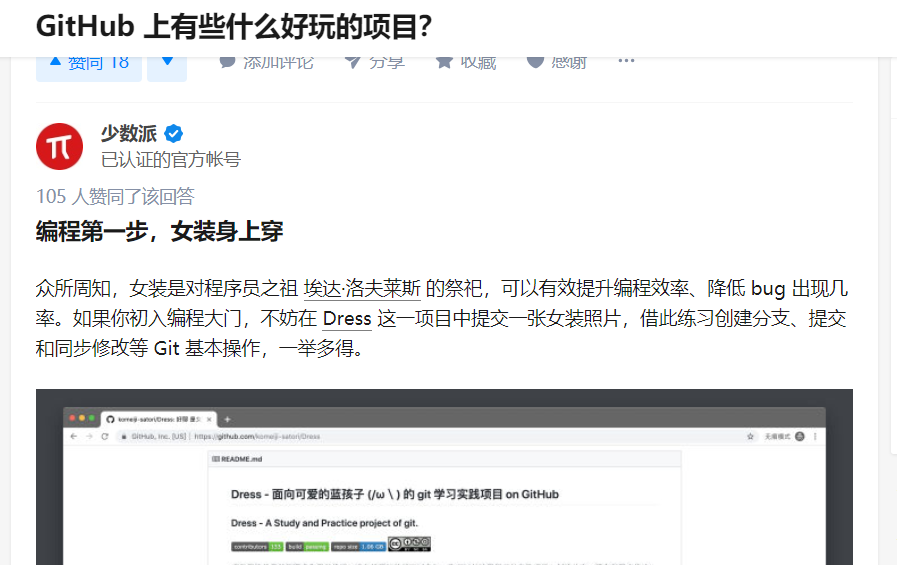 GitHub 上有些什么好玩的项目？
赞同 18 添加评论 分享 收藏 感谢
少数派
已认证的官方帐号
105 人赞同了该回答
编程第一步，女装身上穿
众所周知，女装是对程序员之祖 埃达·洛夫莱斯 的祭祀，可以有效提升编程效率、降低 bug 出现几
率。如果你初入编程大门，不妨在 Dress 这一项目中提交一张女装照片，借此练习创建分支、提交
和同步修改等 Git 基本操作，一举多得。
komeiji-satori/Dress: 好耶
GitHub, Inc. [US] | https://github.com/komeiji-satori/Dress 无痕模式
README.md
Dress - 面向可爱的蓝孩子 (/ω＼) 的 git 学习实践项目 on GitHub
Dress - A Study and Practice project of git.
contributors 153 build passing repo size 1.06 GB